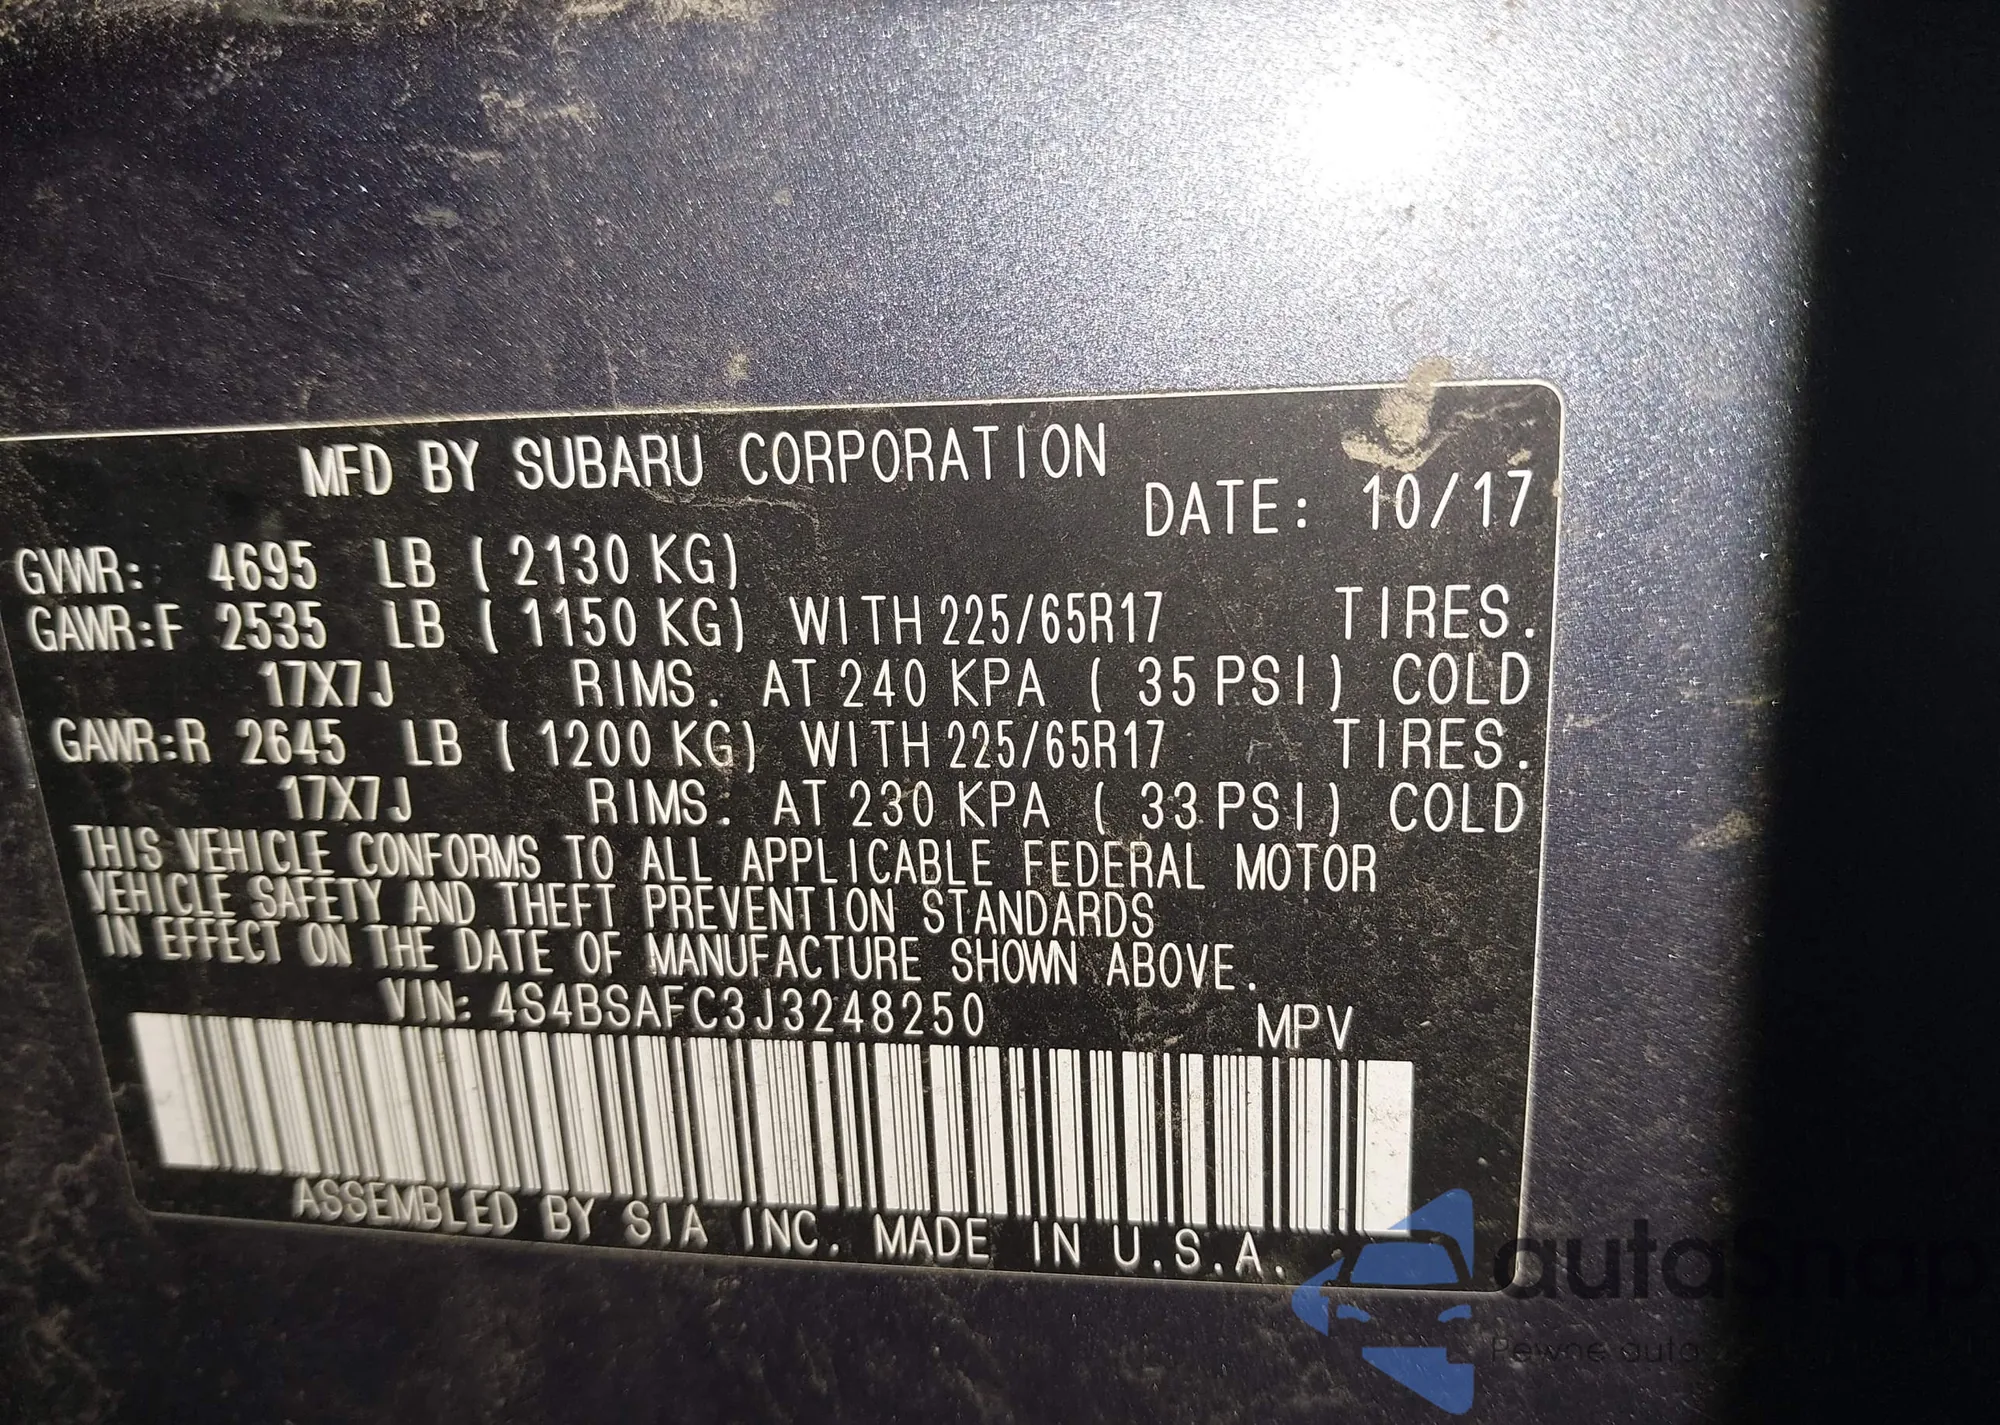 MFD BY SUBARU CORPORATION
DATE: 10/17
GVWR: 4695 LB (2130 KG)
GAWR:F 2535 LB (1150 KG) WITH 225/65R17 TIRES.
17X7J RIMS. AT 240 KPA (35 PSI) COLD
GAWR:R 2645 LB (1200 KG) WITH 225/65R17 TIRES.
17X7J RIMS. AT 230 KPA (33 PSI) COLD
THIS VEHICLE CONFORMS TO ALL APPLICABLE FEDERAL MOTOR
VEHICLE SAFETY AND THEFT PREVENTION STANDARDS
IN EFFECT ON THE DATE OF MANUFACTURE SHOWN ABOVE.
VIN: 4S4BSAFC3J3248250 MPV
ASSEMBLED BY SIA INC. MADE IN U.S.A.
autasnap
Pewne auta